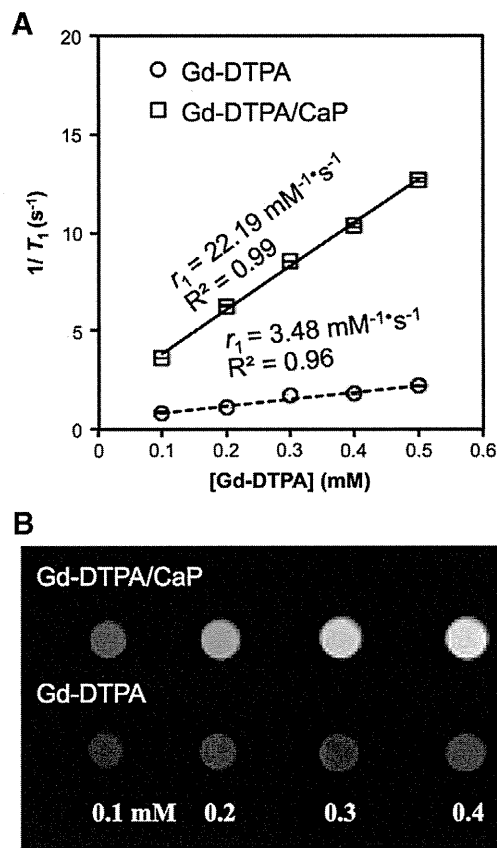 A
20
15
10
5
0
1/ T₁ (s⁻¹)
Gd-DTPA
Gd-DTPA/CaP
r₁ = 22.19 mM⁻¹•s⁻¹
R² = 0.99
r₁ = 3.48 mM⁻¹•s⁻¹
R² = 0.96
0 0.1 0.2 0.3 0.4 0.5 0.6
[Gd-DTPA] (mM)
B
Gd-DTPA/CaP
Gd-DTPA
0.1 mM 0.2 0.3 0.4